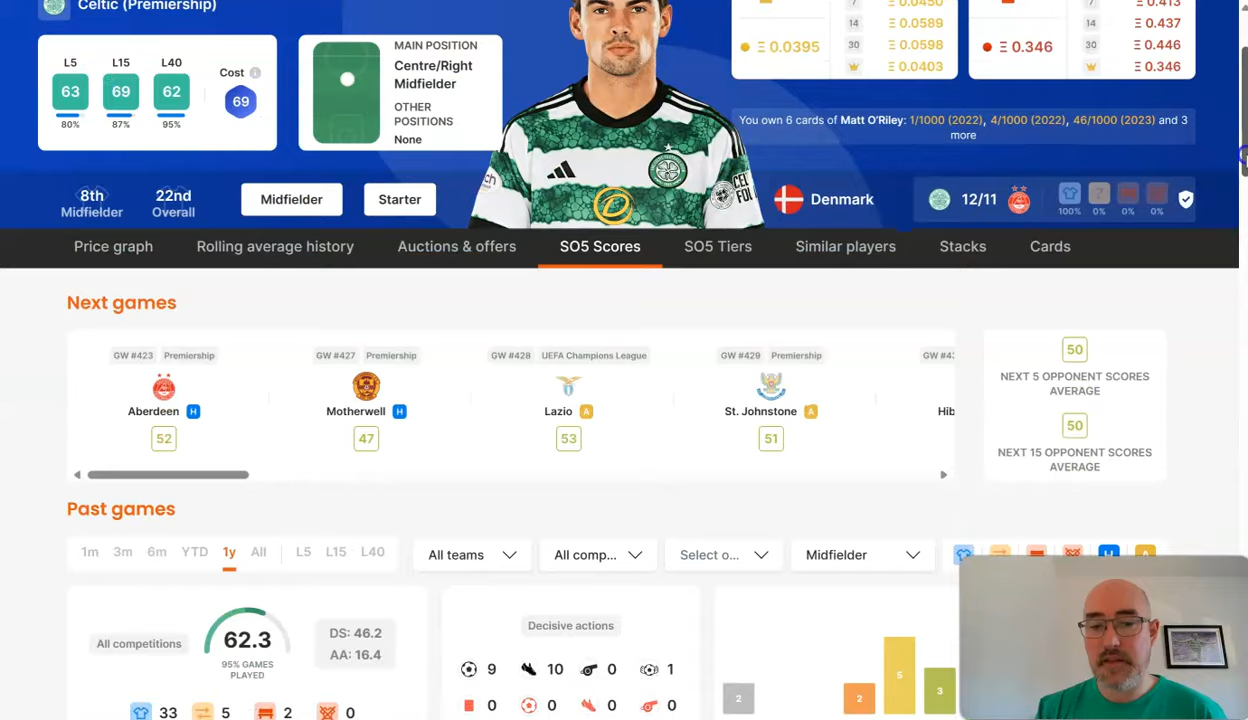 Celtic (Premiership)
L5 L15 L40
Cost
63 69 62
69
80% 87% 95%
MAIN POSITION
Centre/Right
Midfielder
OTHER
POSITIONS
None
7 Ξ 0.0450
14 Ξ 0.0589
Ξ 0.0395
30 Ξ 0.0598
Ξ 0.0403
7 Ξ 0.413
14 Ξ 0.437
Ξ 0.346
30 Ξ 0.446
Ξ 0.346
You own 6 cards of Matt O'Riley: 1/1000 (2022), 4/1000 (2022), 46/1000 (2023) and 3
more
8th
Midfielder
22nd
Overall
Midfielder
Starter
Denmark
12/11
100% 0% 0% 0%
Price graph Rolling average history Auctions & offers SO5 Scores SO5 Tiers Similar players Stacks Cards
Next games
GW #423 Premiership
Aberdeen H
52
GW #427 Premiership
Motherwell H
47
GW #428 UEFA Champions League
Lazio A
53
GW #429 Premiership
St. Johnstone A
51
Hib
50
NEXT 5 OPPONENT SCORES
AVERAGE
50
NEXT 15 OPPONENT SCORES
AVERAGE
Past games
1m 3m 6m YTD 1y All L5 L15 L40
All teams
All comp...
Select o...
Midfielder
H
A
All competitions
62.3
95% GAMES
PLAYED
DS: 46.2
AA: 16.4
33 5 2 0
Decisive actions
9 10 0 1
0 0 0 0
2 2 5 3